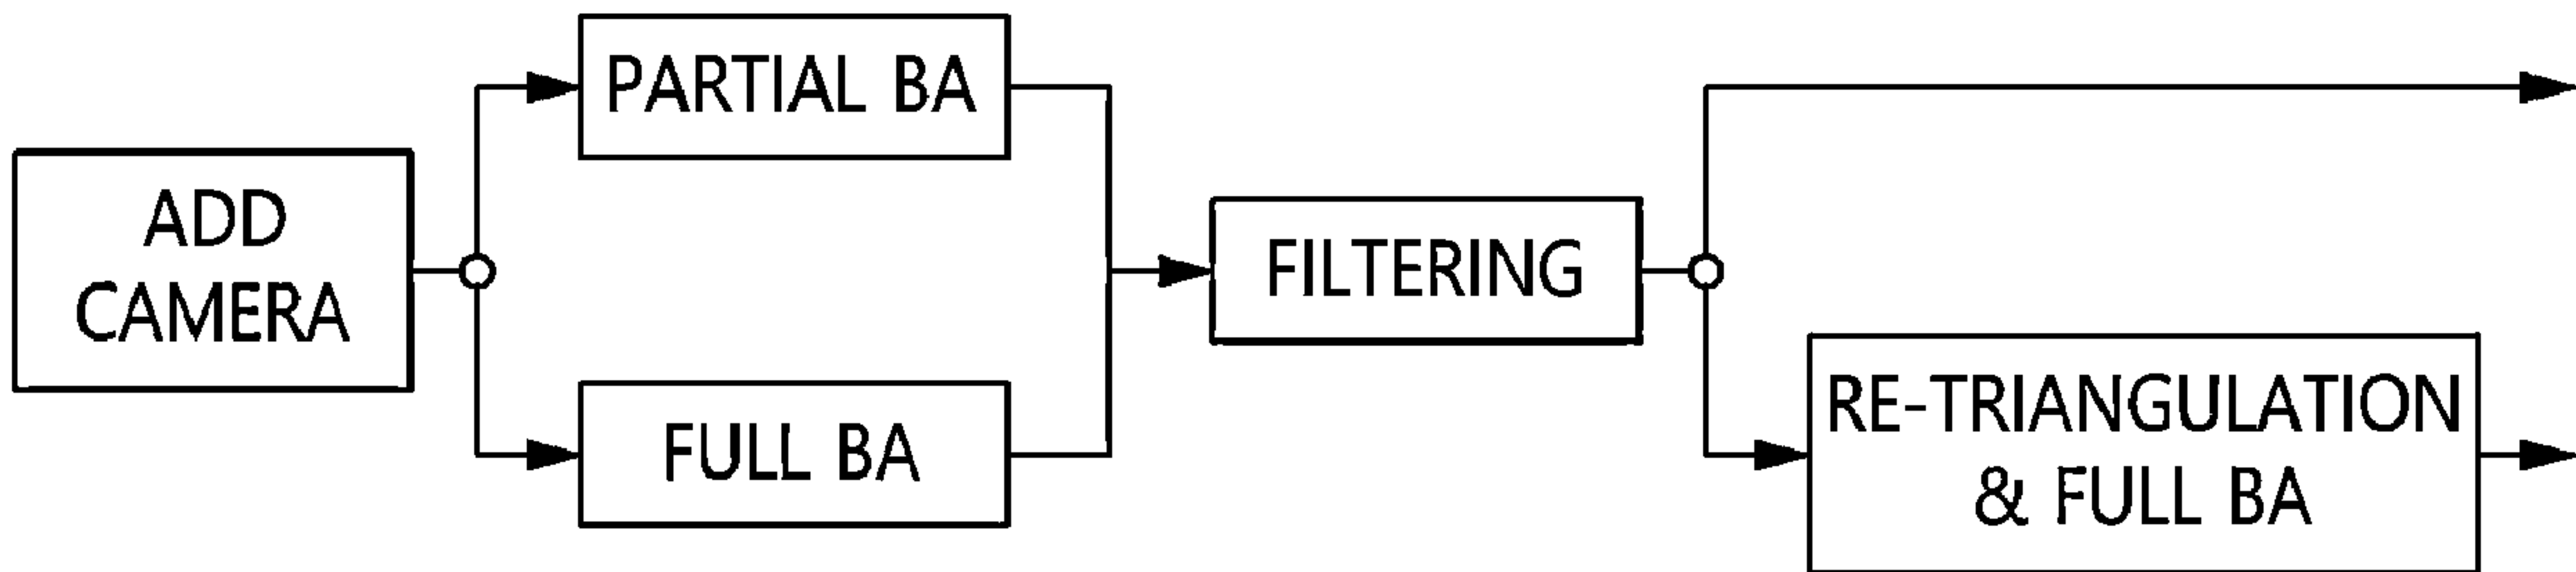 ADD
CAMERA
PARTIAL BA
FULL BA
FILTERING
RE-TRIANGULATION
& FULL BA